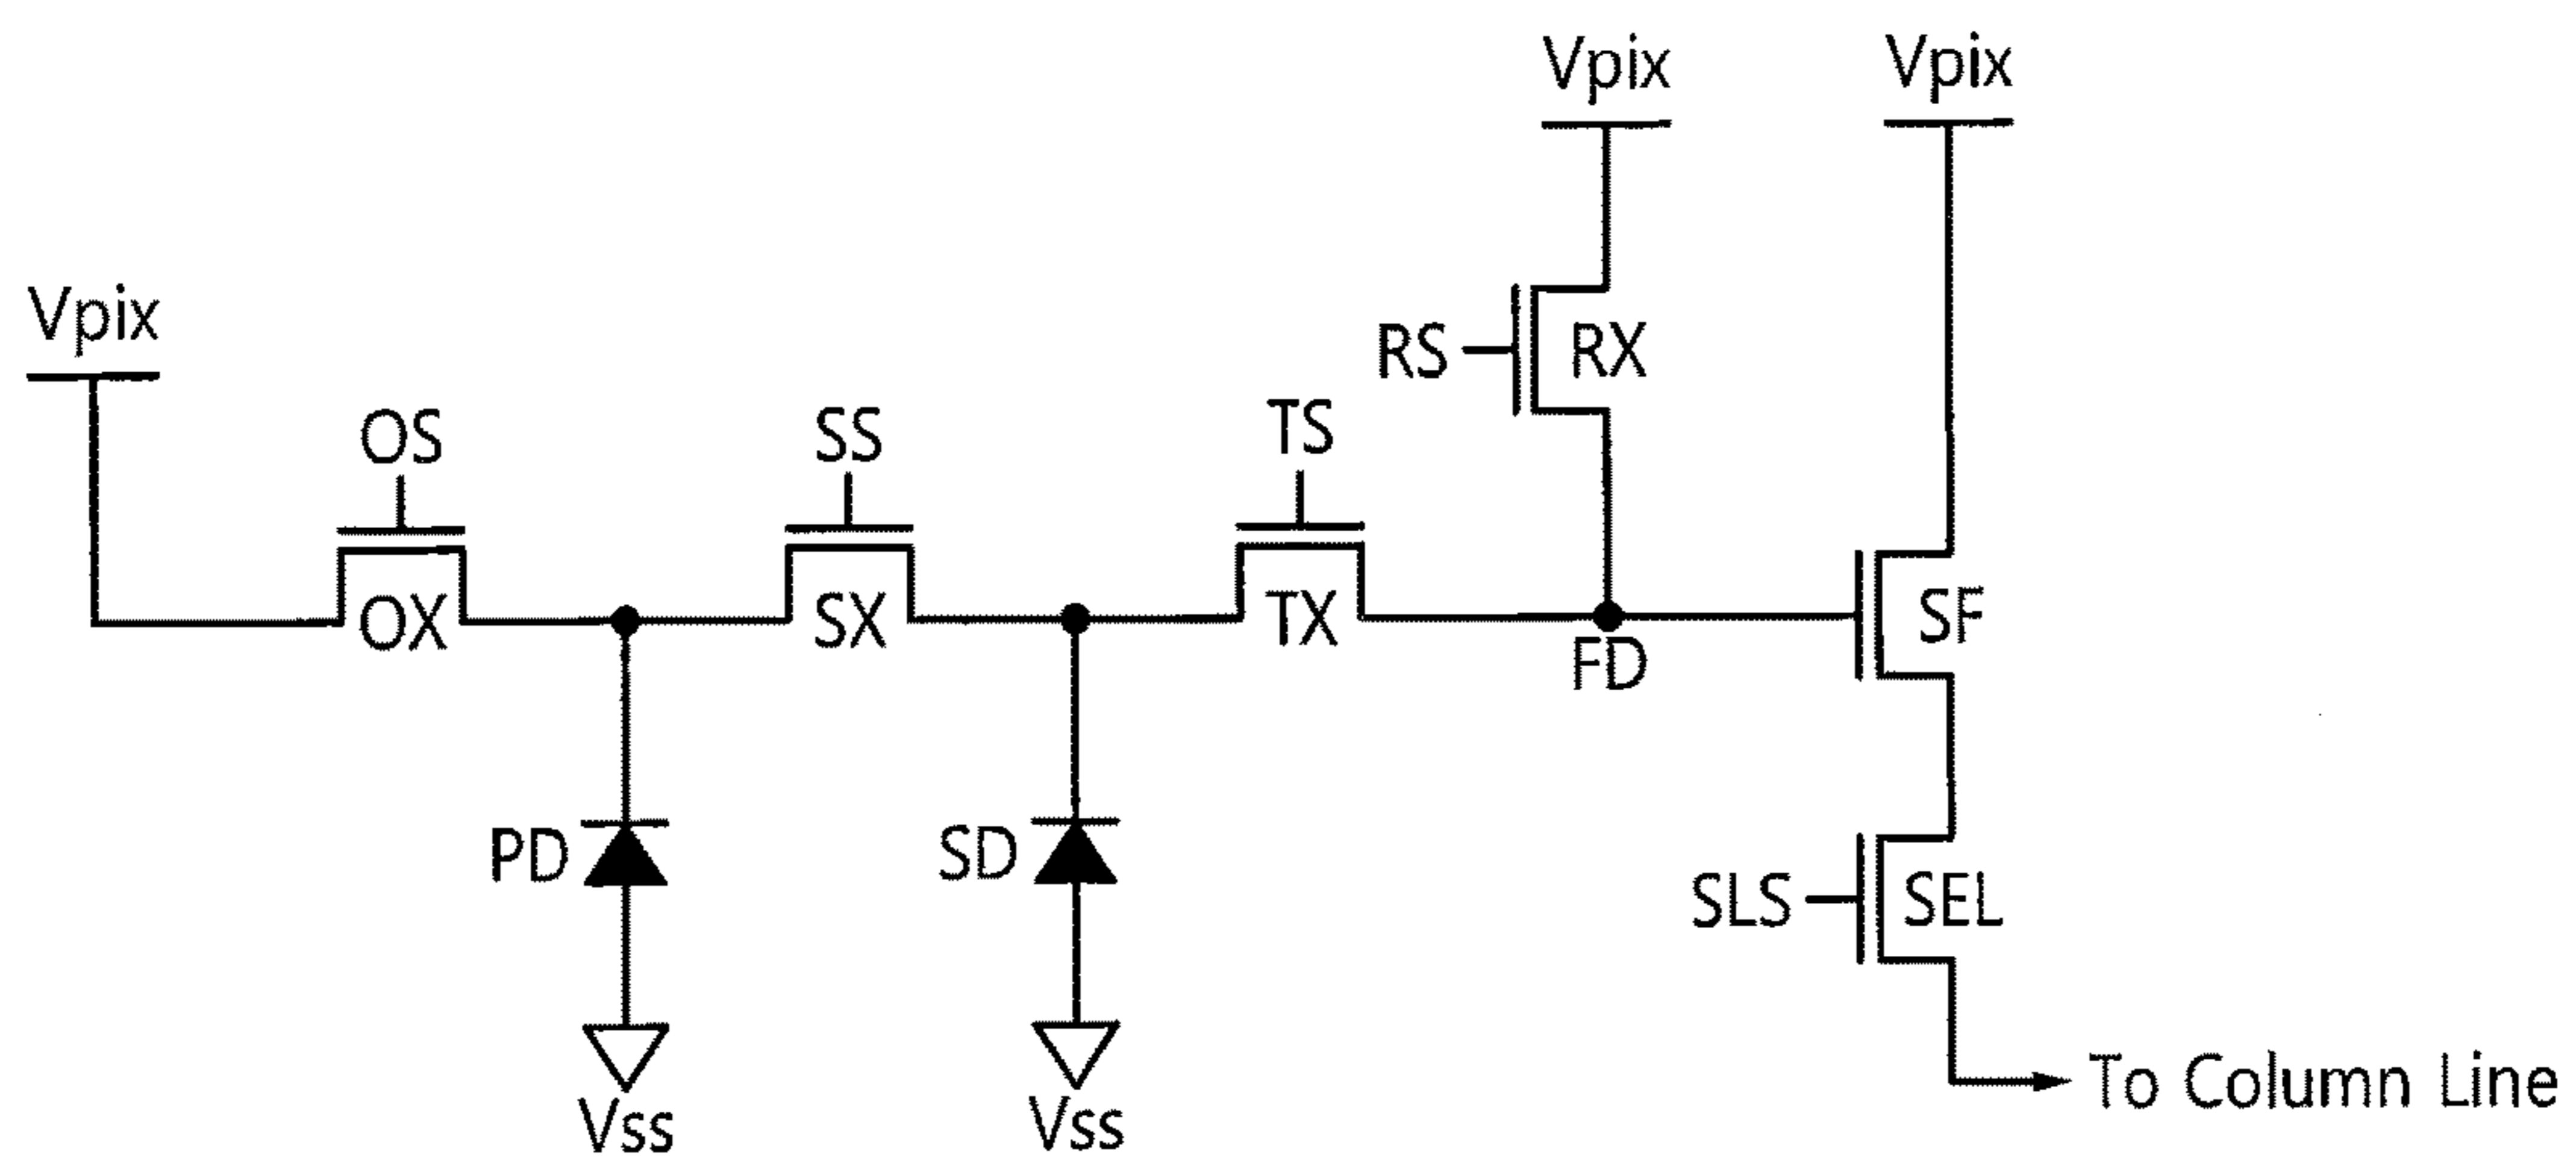 Vpix
Vpix
Vpix
OS
SS
TS
RS
RX
OX
SX
TX
FD
SF
PD
SD
SLS
SEL
Vss
Vss
To Column Line